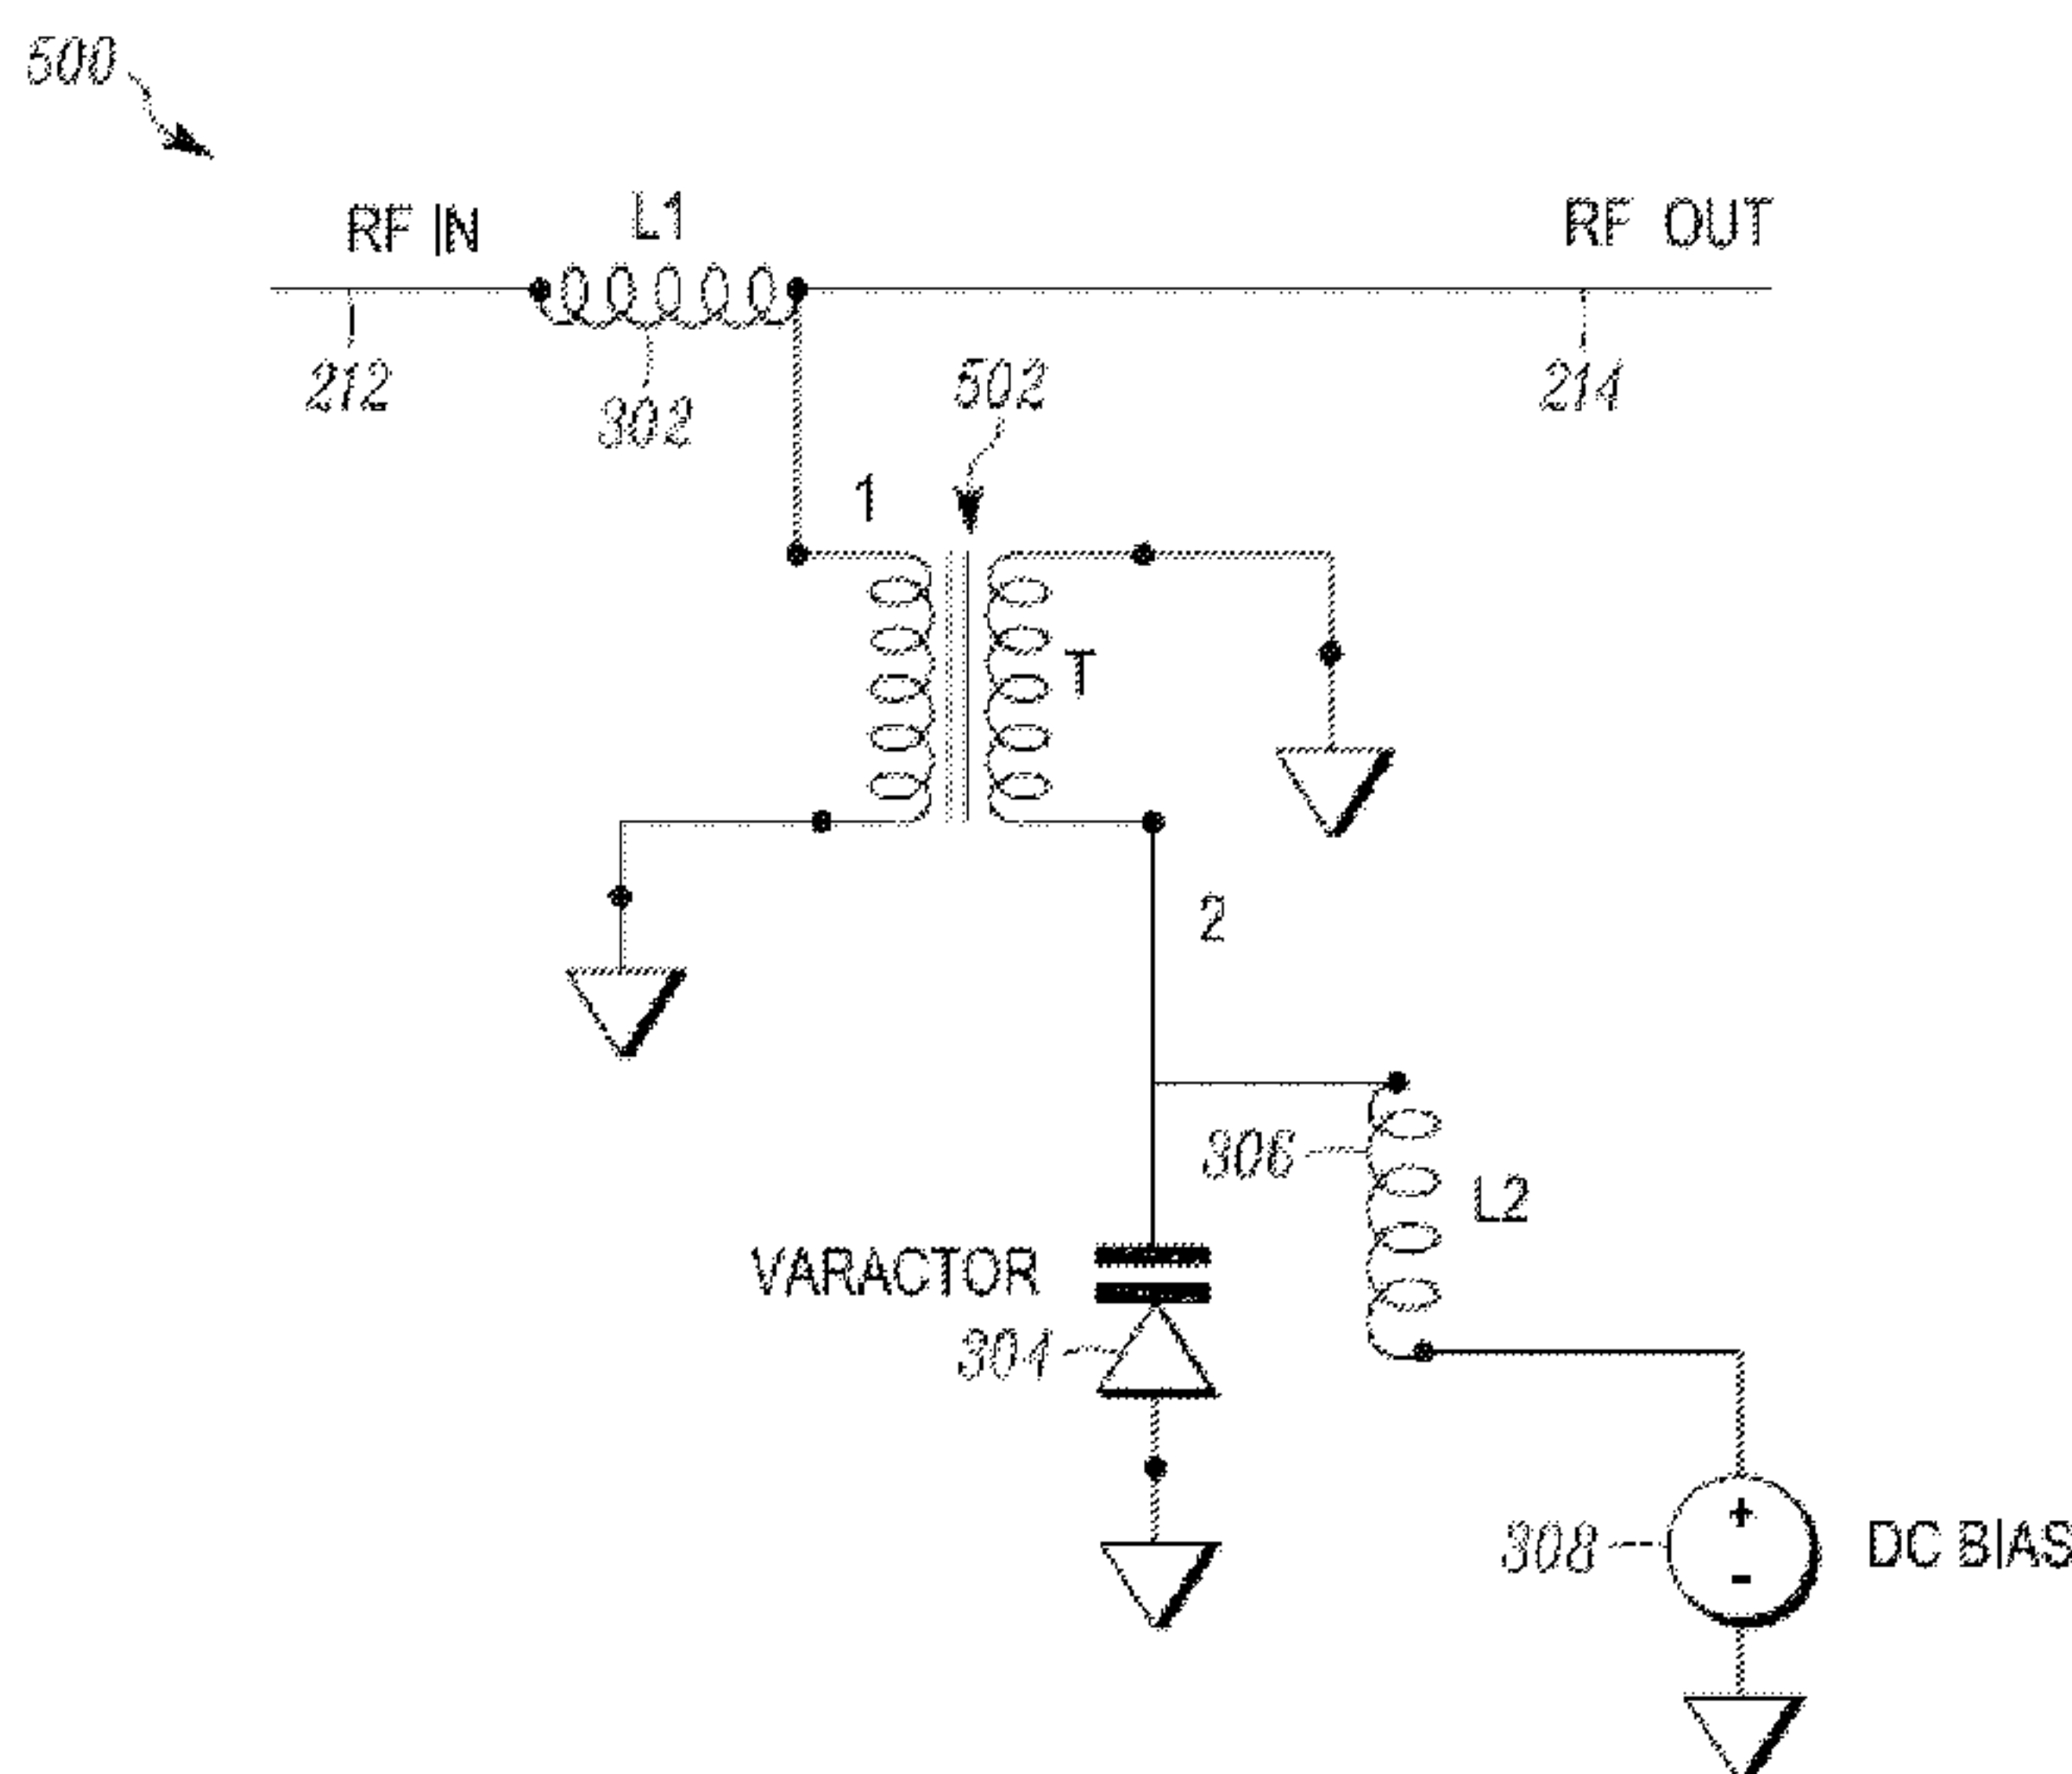 500
RF IN
L1
RF OUT
212
302
502
214
1
T
2
306
L2
VARACTOR
304
+
-
308
DC BIAS